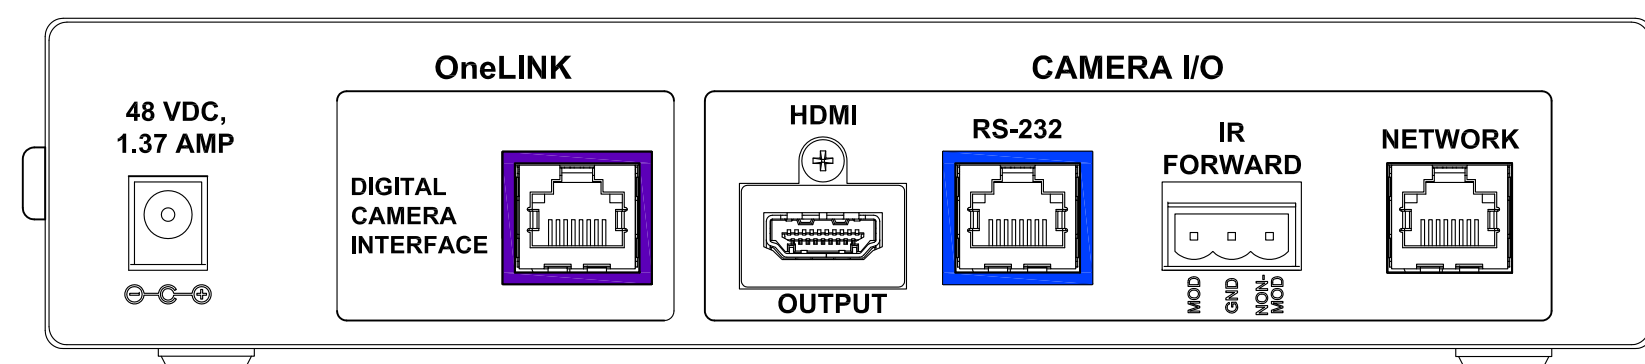 OneLINK
CAMERA I/O
48 VDC,
1.37 AMP
DIGITAL
CAMERA
INTERFACE
HDMI
OUTPUT
RS-232
IR
FORWARD
MOD
GND
NON-
MOD
NETWORK